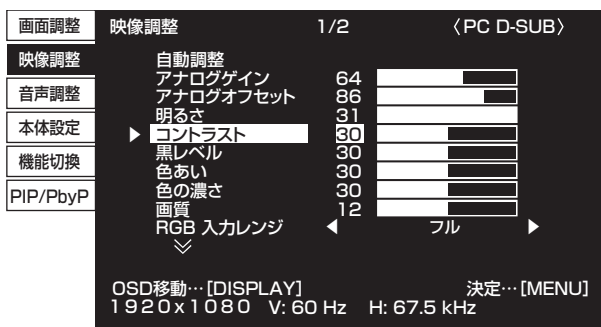 画面調整
映像調整
音声調整
本体設定
機能切換
PIP/PbyP
映像調整 1/2 〈PC D-SUB〉
自動調整
アナログゲイン 64
アナログオフセット 86
明るさ 31
コントラスト 30
黒レベル 30
色あい 30
色の濃さ 30
画質 12
RGB 入力レンジ フル
OSD移動…[DISPLAY] 決定…[MENU]
1920x1080 V: 60 Hz H: 67.5 kHz